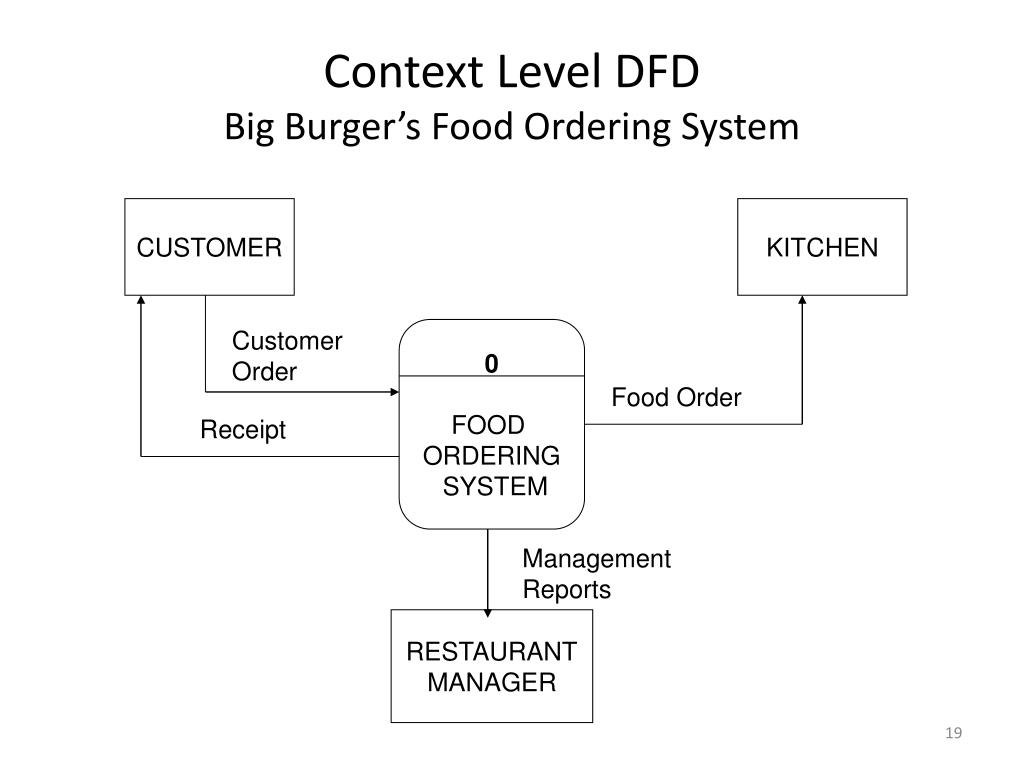 Context Level DFD
Big Burger’s Food Ordering System
CUSTOMER
KITCHEN
Customer
Order
0
Food Order
Receipt
FOOD
ORDERING
SYSTEM
Management
Reports
RESTAURANT
MANAGER
19